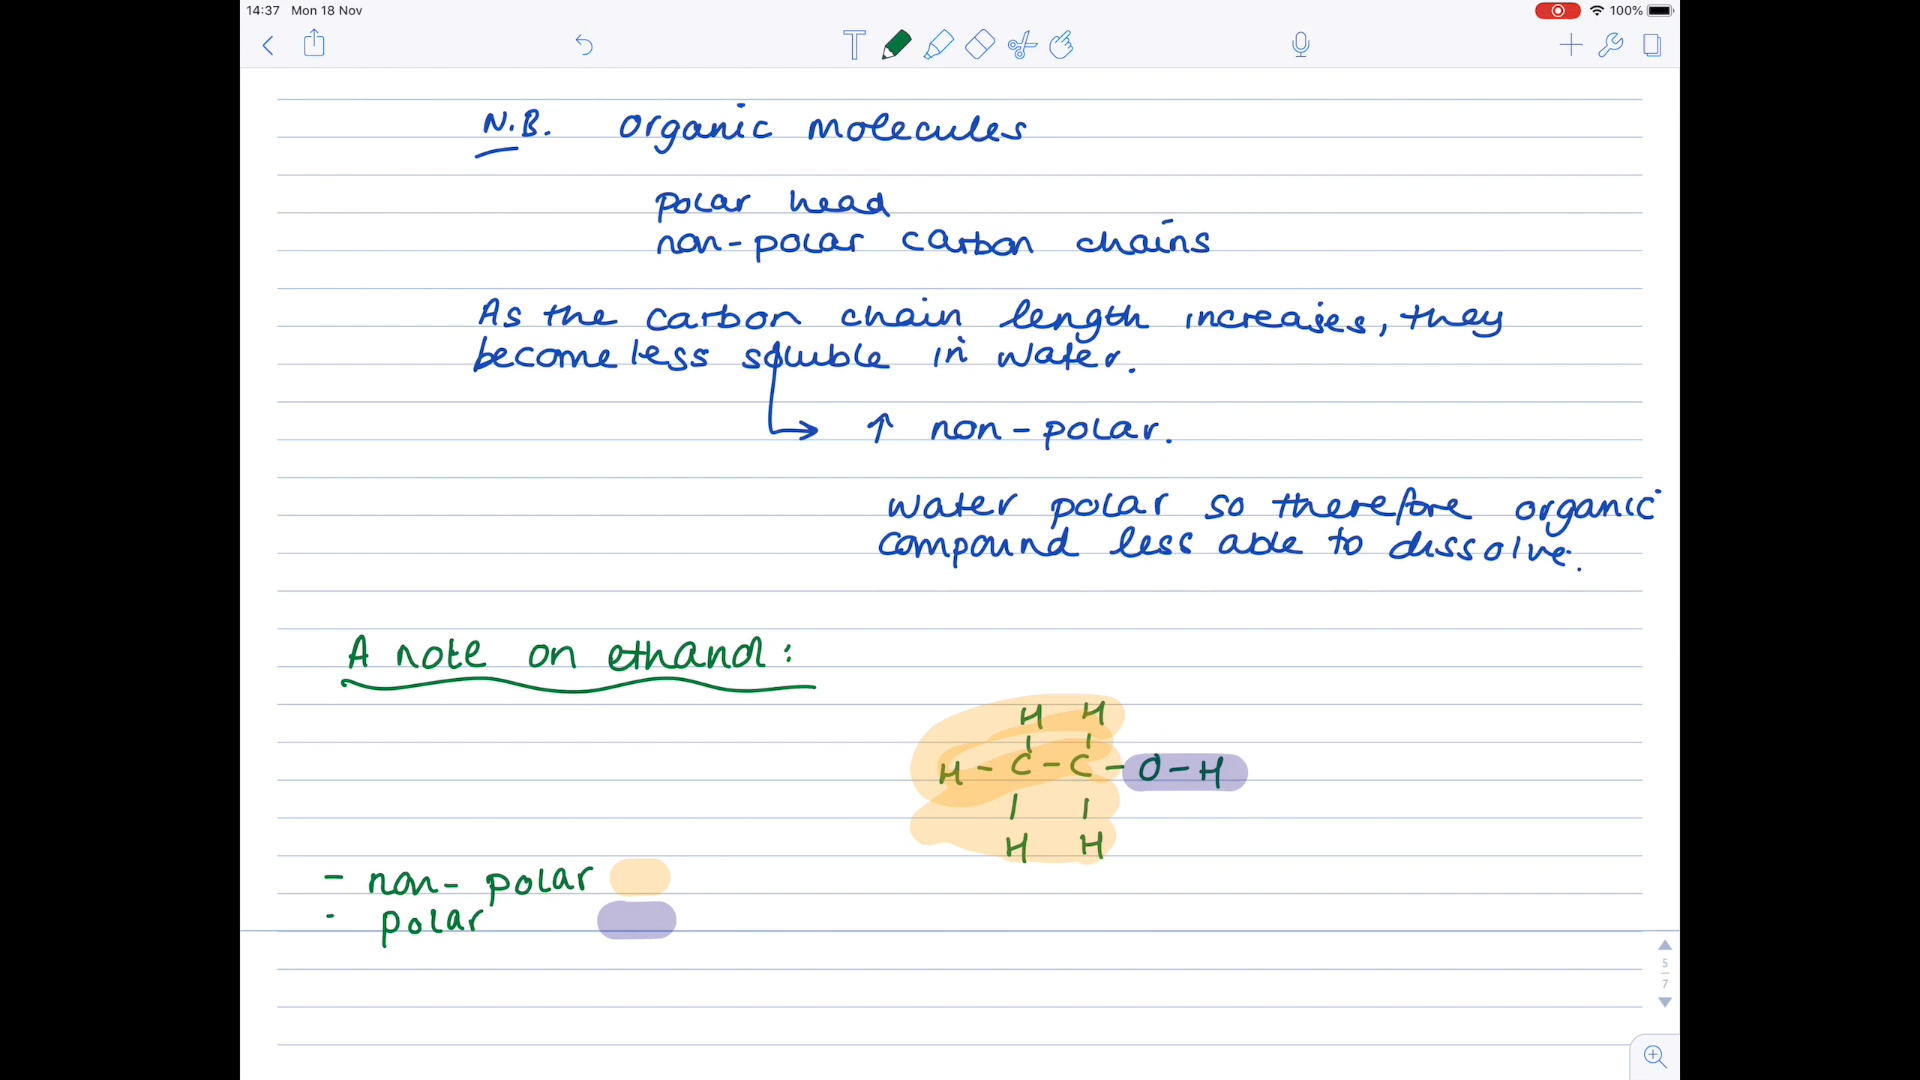 14:37 Mon 18 Nov
100%
T
N.B. Organic molecules
polar head
non-polar carbon chains
As the carbon chain length increases, they
become less soluble in water.
↑ non-polar.
Water polar so therefore organic
compound less able to dissolve.
A note on ethanol:
H H
H - C - C - O - H
H H
- non-polar
- polar
5
7